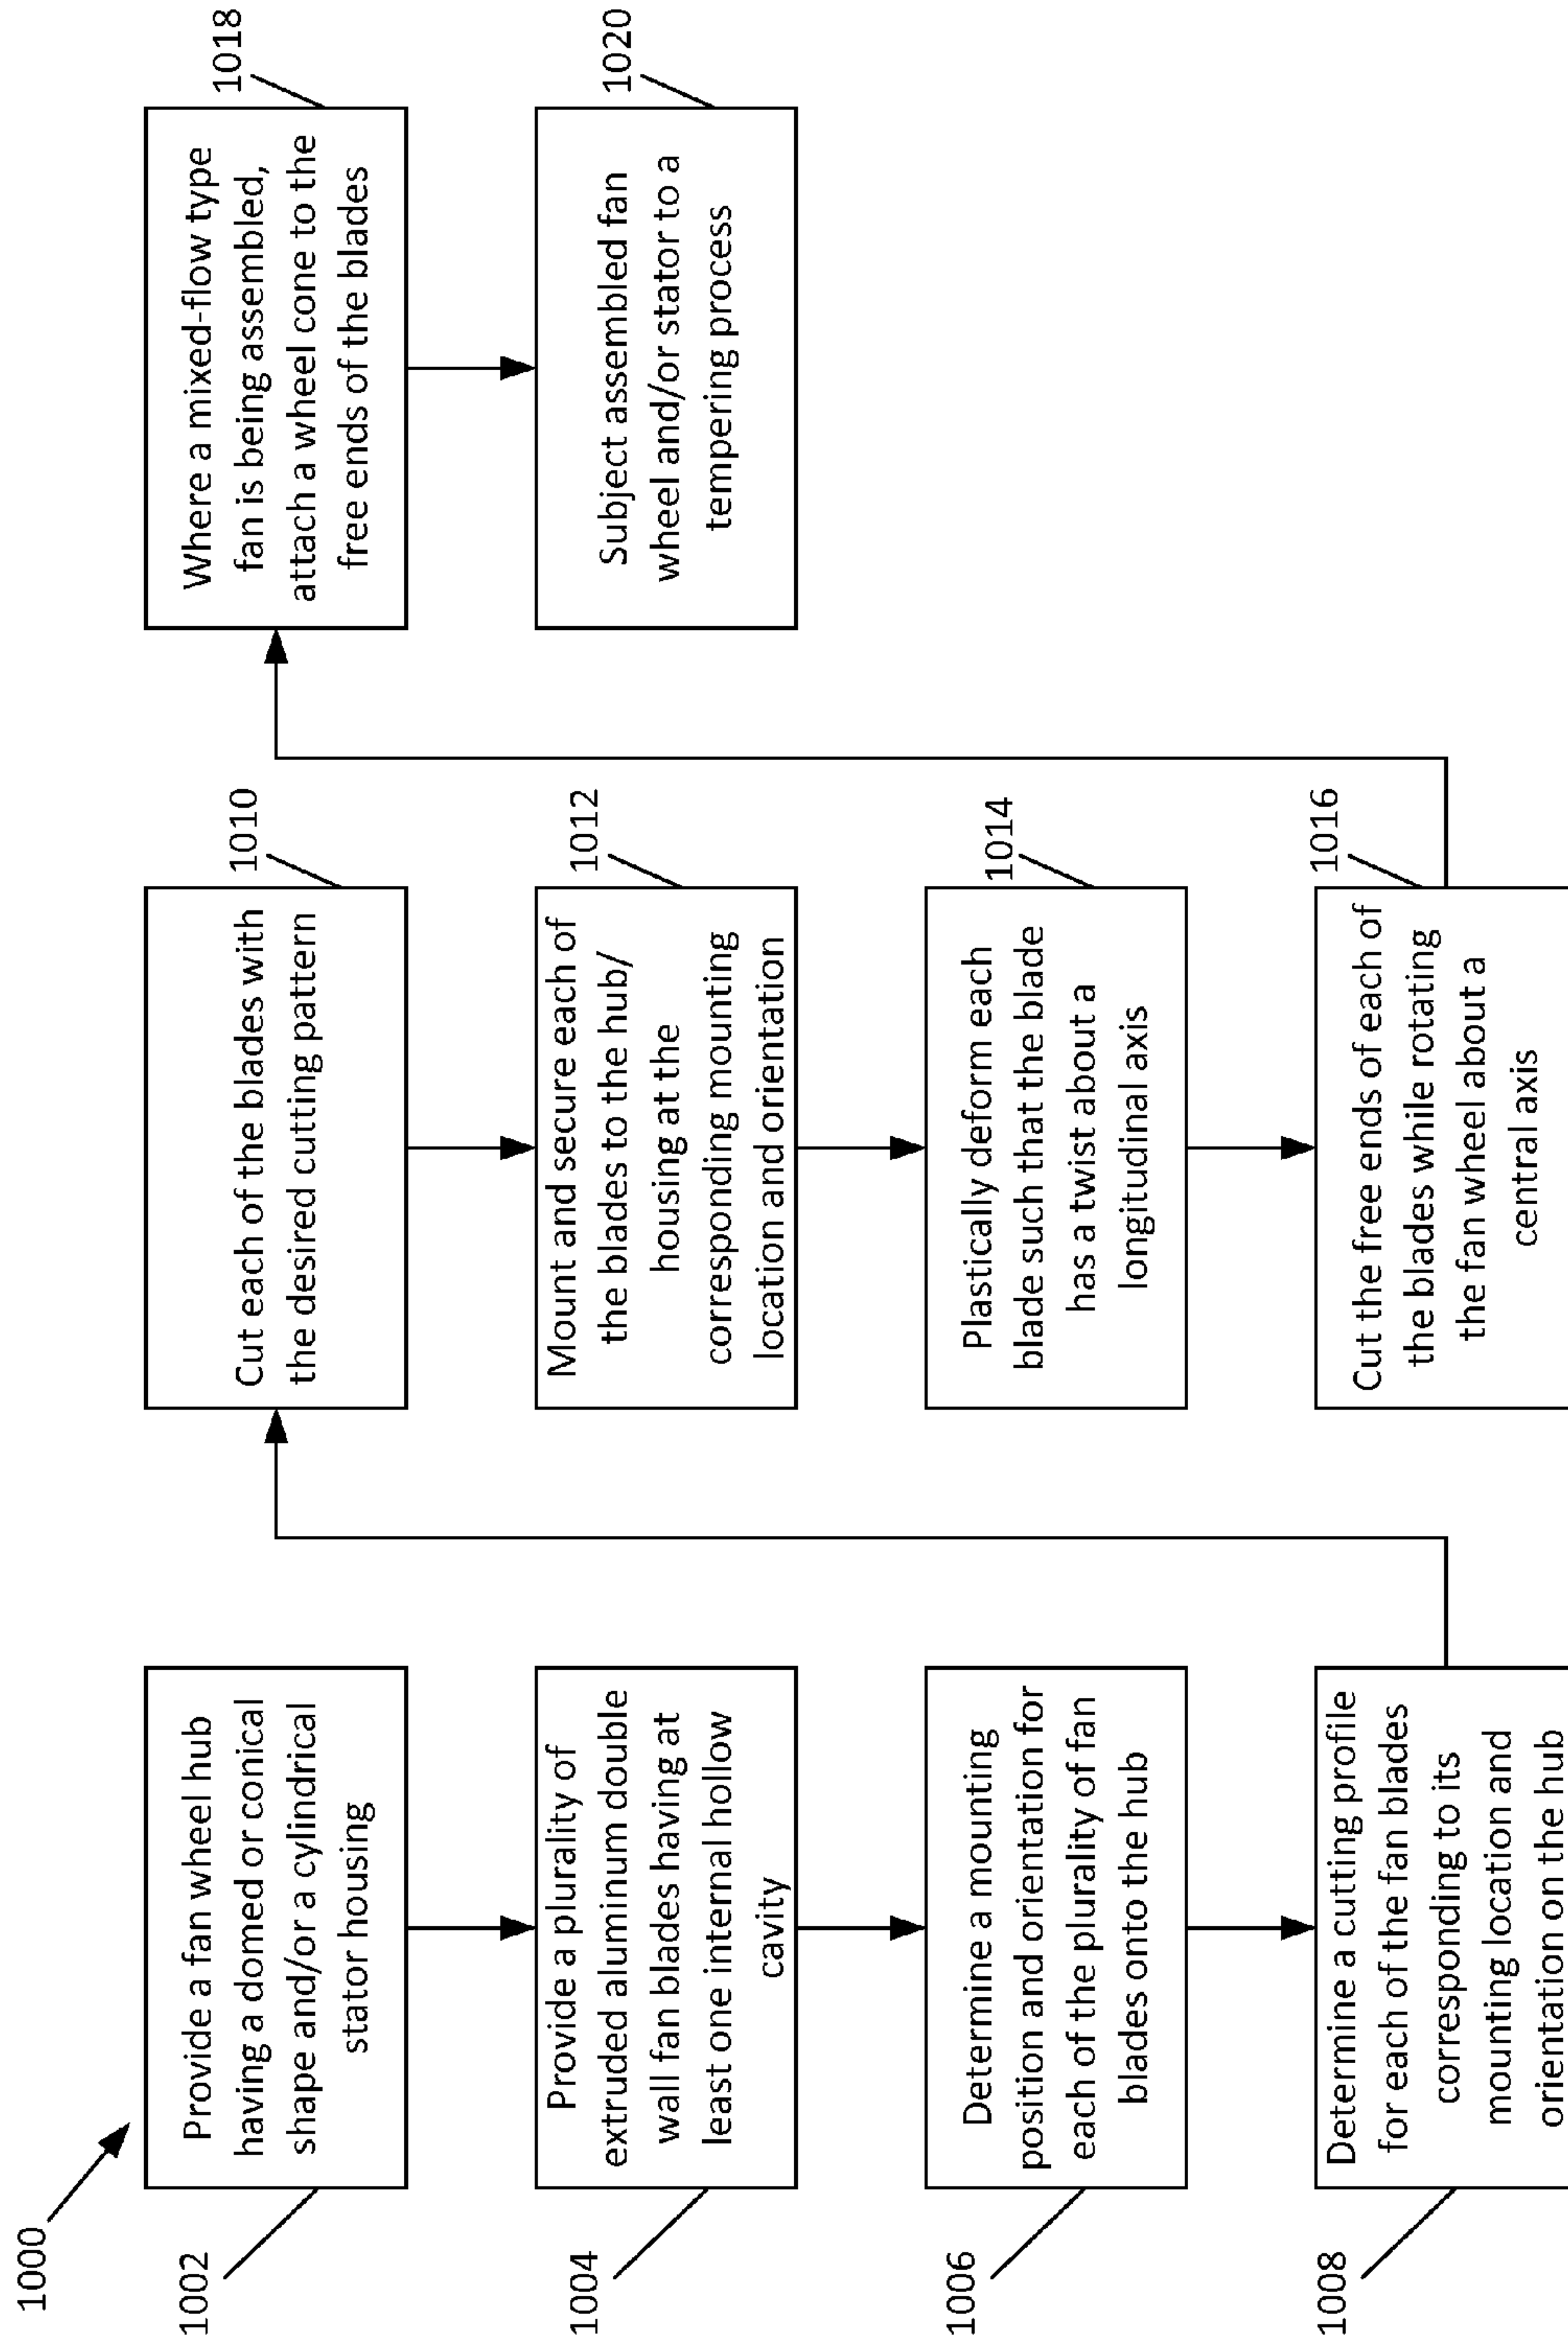 1000
1002
Provide a fan wheel hub
having a domed or conical
shape and/or a cylindrical
stator housing
1004
Provide a plurality of
extruded aluminum double
wall fan blades having at
least one internal hollow
cavity
1006
Determine a mounting
position and orientation for
each of the plurality of fan
blades onto the hub
1008
Determine a cutting profile
for each of the fan blades
corresponding to its
mounting location and
orientation on the hub
1010
Cut each of the blades with
the desired cutting pattern
1012
Mount and secure each of
the blades to the hub/
housing at the
corresponding mounting
location and orientation
1014
Plastically deform each
blade such that the blade
has a twist about a
longitudinal axis
1016
Cut the free ends of each of
the blades while rotating
the fan wheel about a
central axis
1018
Where a mixed-flow type
fan is being assembled,
attach a wheel cone to the
free ends of the blades
1020
Subject assembled fan
wheel and/or stator to a
tempering process